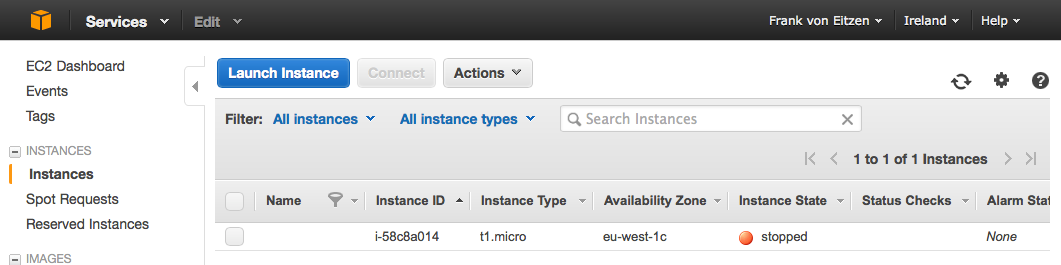 Services Edit Frank von Eitzen Ireland Help
EC2 Dashboard
Events
Tags
INSTANCES
Instances
Spot Requests
Reserved Instances
IMAGES
Launch Instance Connect Actions
Filter: All instances All instance types Search Instances
1 to 1 of 1 Instances
Name Instance ID Instance Type Availability Zone Instance State Status Checks Alarm Stat
i-58c8a014 t1.micro eu-west-1c stopped None